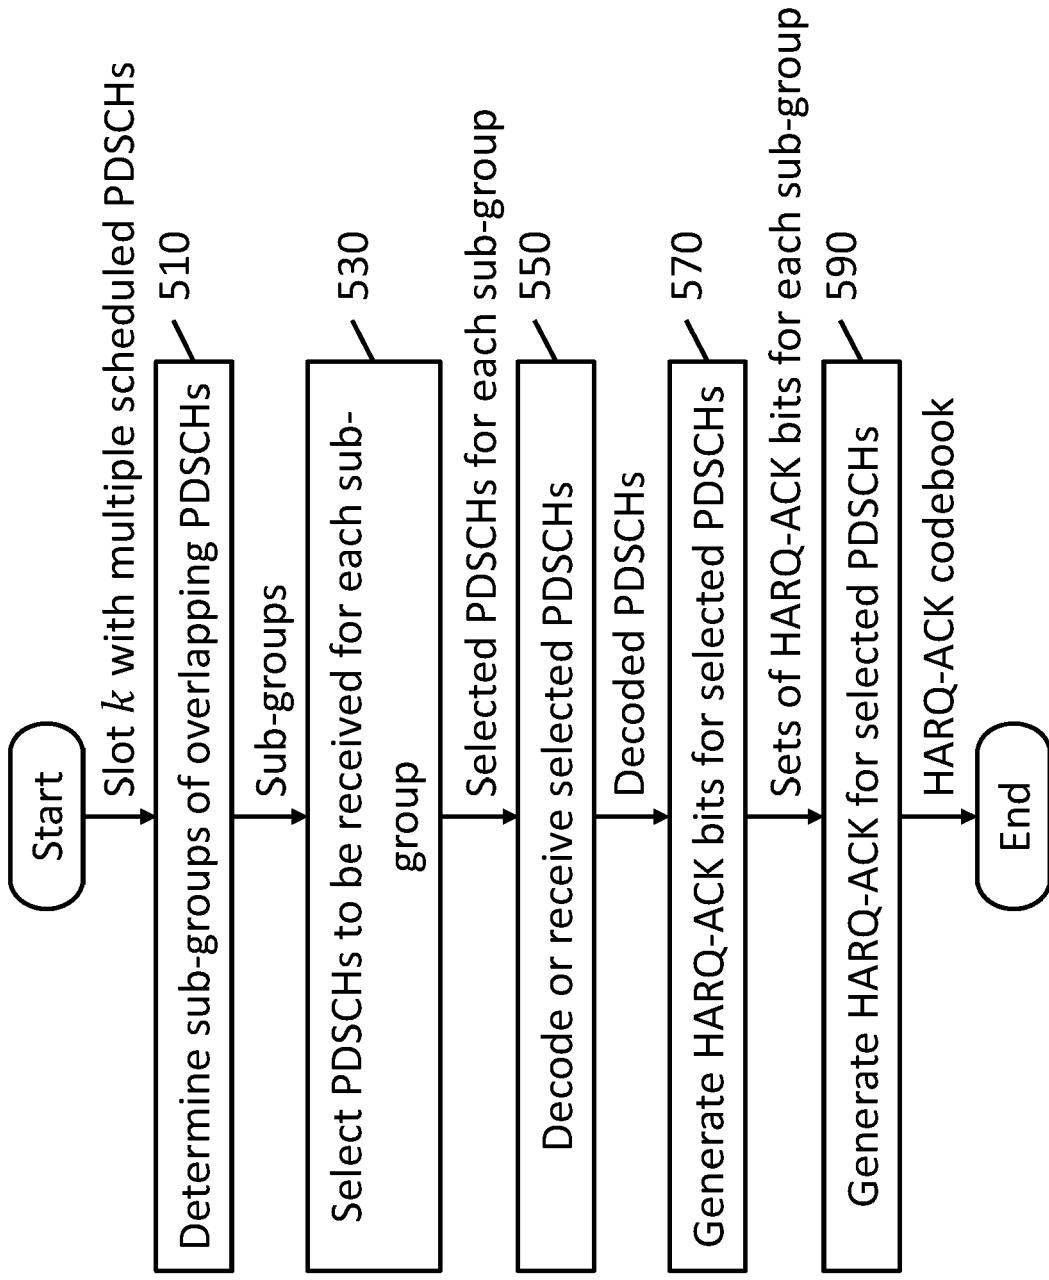 Start
Slot k with multiple scheduled PDSCHs
510
Determine sub-groups of overlapping PDSCHs
Sub-groups
530
Select PDSCHs to be received for each sub-
group
Selected PDSCHs for each sub-group
550
Decode or receive selected PDSCHs
Decoded PDSCHs
570
Generate HARQ-ACK bits for selected PDSCHs
Sets of HARQ-ACK bits for each sub-group
590
Generate HARQ-ACK for selected PDSCHs
HARQ-ACK codebook
End